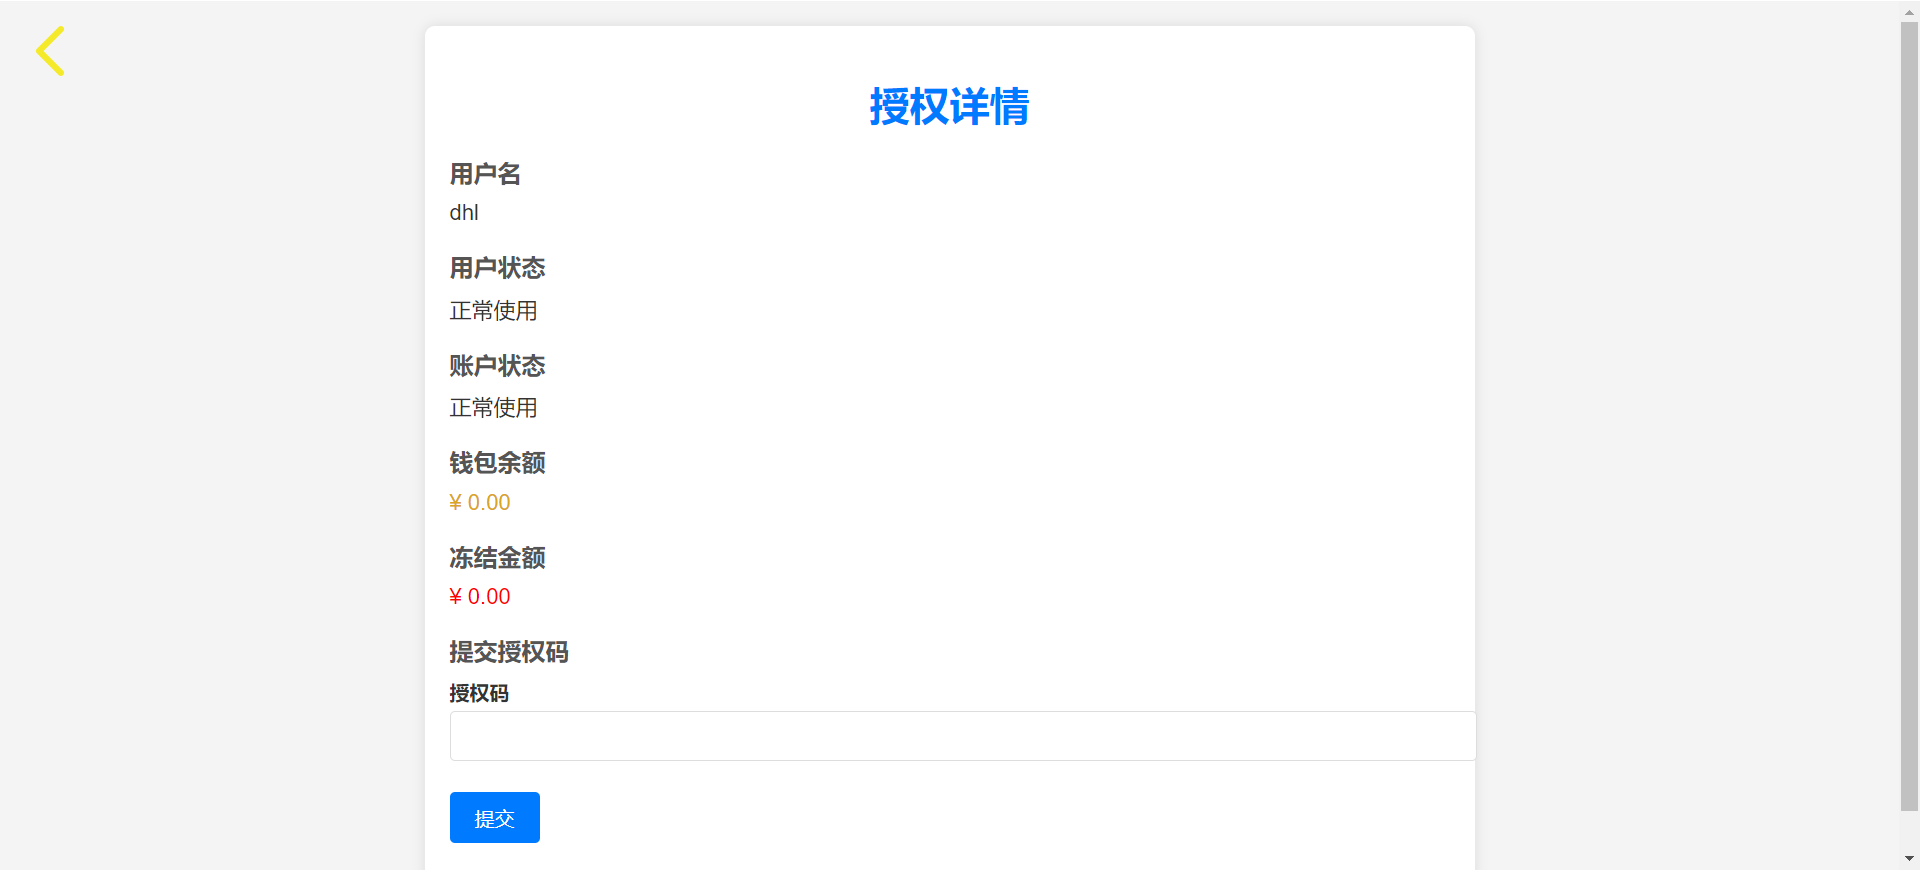 授权详情
用户名
dhl
用户状态
正常使用
账户状态
正常使用
钱包余额
¥ 0.00
冻结金额
¥ 0.00
提交授权码
授权码
提交